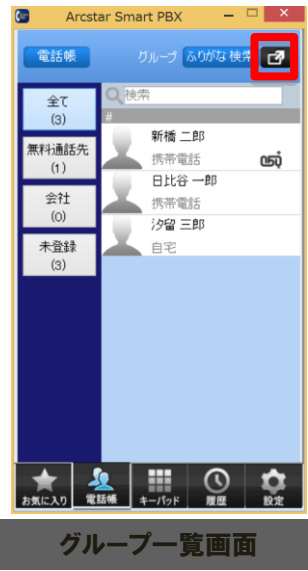 Arcstar Smart PBX
電話帳
グループ ふりがな検索
全て
(3)
無料通話先
(1)
会社
(0)
未登録
(3)
検索
#
新橋 二郎
携帯電話
日比谷 一郎
携帯電話
汐留 三郎
自宅
お気に入り 電話帳 キーパッド 履歴 設定
グループ一覧画面